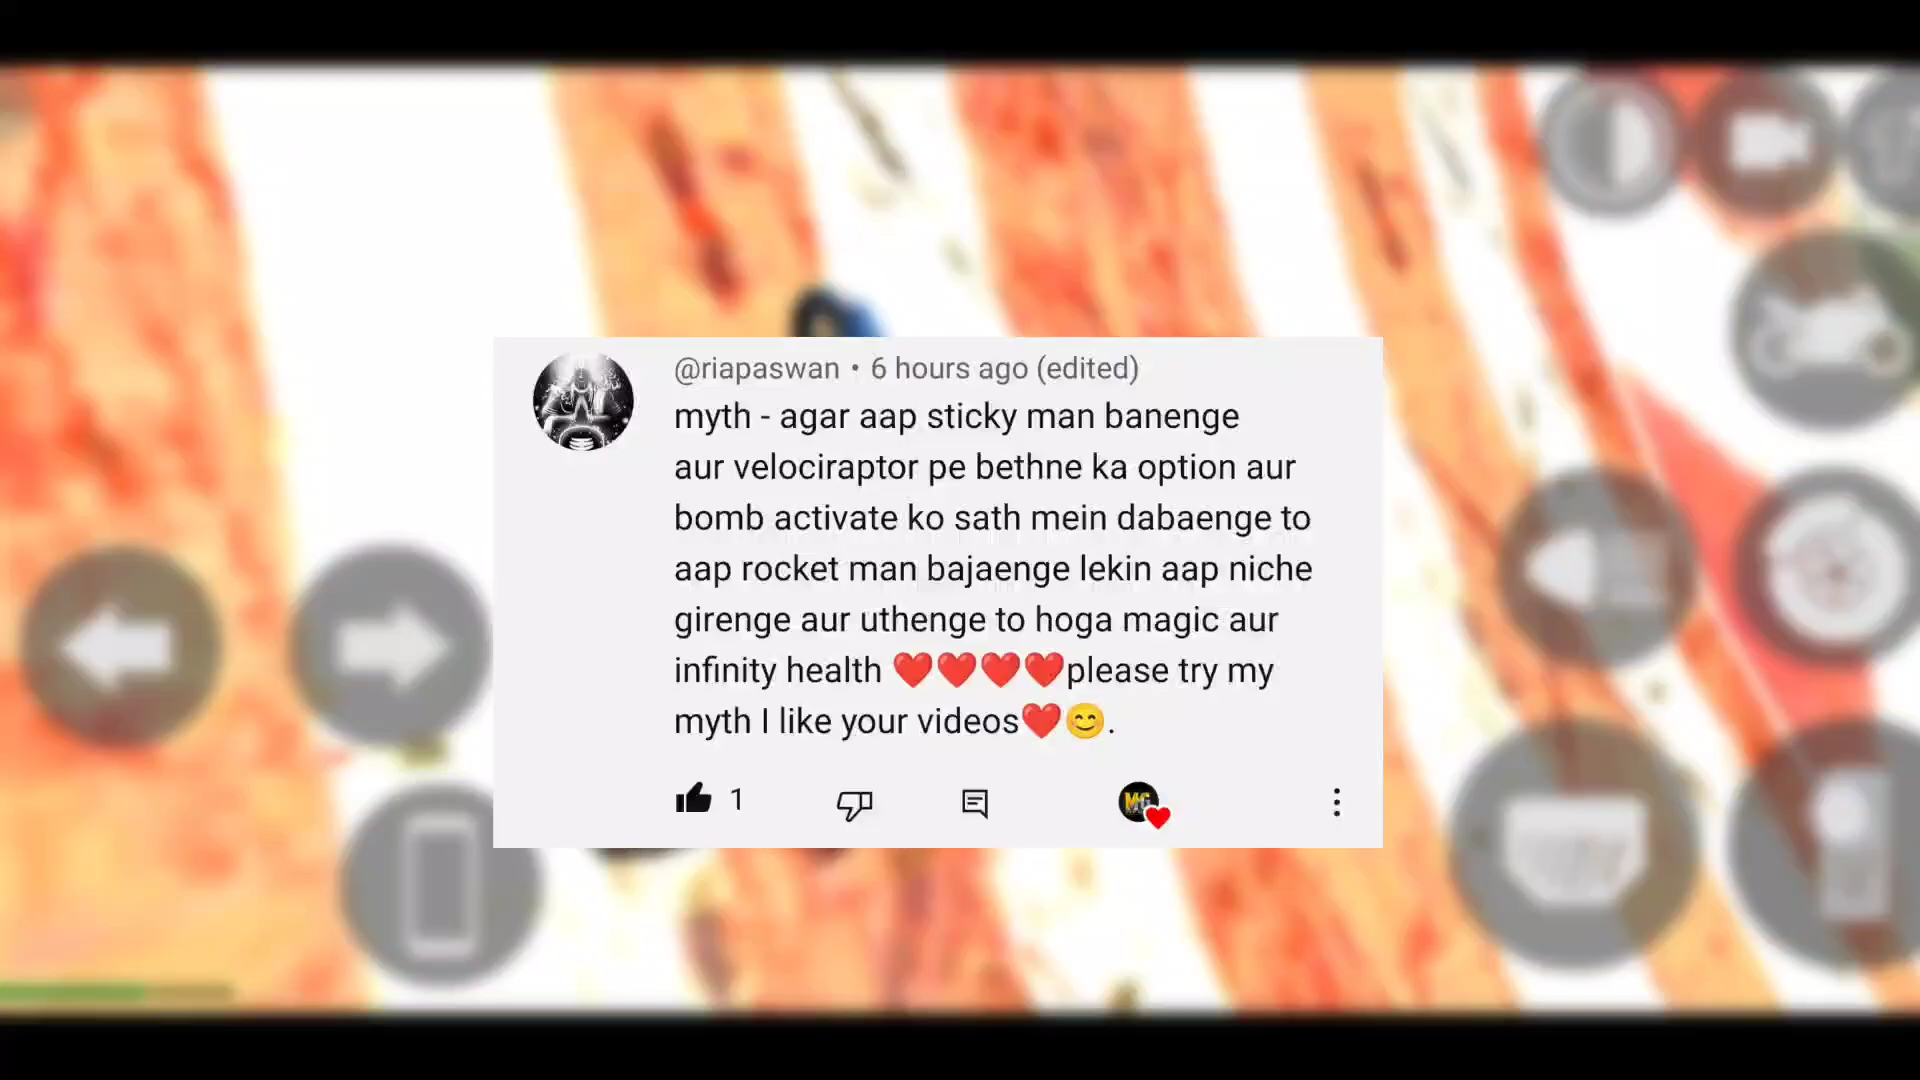 @riapaswan • 6 hours ago (edited)
myth - agar aap sticky man banenge
aur velociraptor pe bethne ka option aur
bomb activate ko sath mein dabaenge to
aap rocket man bajaenge lekin aap niche
girenge aur uthenge to hoga magic aur
infinity health ❤️❤️❤️❤️please try my
myth I like your videos❤️😊.
1
MG